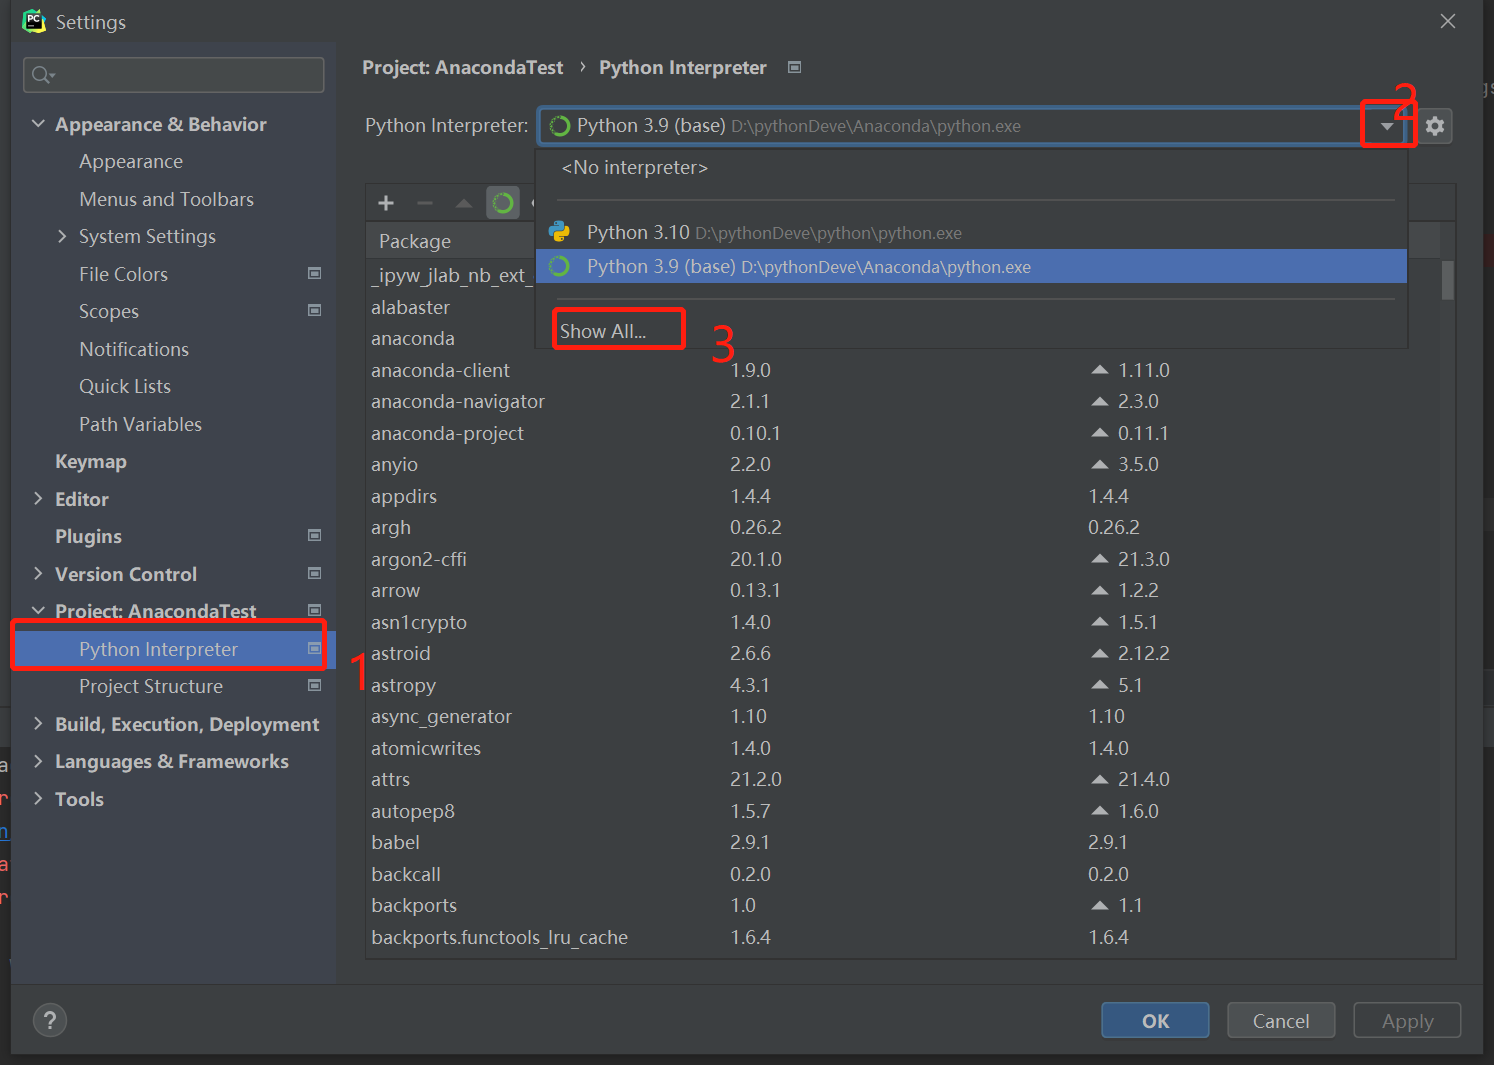 PC Settings
Project: AnacondaTest › Python Interpreter
2
Python Interpreter: Python 3.9 (base) D:\pythonDeve\Anaconda\python.exe
<No interpreter>
Python 3.10 D:\pythonDeve\python\python.exe
Python 3.9 (base) D:\pythonDeve\Anaconda\python.exe
Show All...
3
Appearance & Behavior
Appearance
Menus and Toolbars
System Settings
File Colors
Scopes
Notifications
Quick Lists
Path Variables
Keymap
Editor
Plugins
Version Control
Project: AnacondaTest
Python Interpreter
1
Project Structure
Build, Execution, Deployment
Languages & Frameworks
Tools
Package
_ipyw_jlab_nb_ext_
alabaster
anaconda
anaconda-client 1.9.0 1.11.0
anaconda-navigator 2.1.1 2.3.0
anaconda-project 0.10.1 0.11.1
anyio 2.2.0 3.5.0
appdirs 1.4.4 1.4.4
argh 0.26.2 0.26.2
argon2-cffi 20.1.0 21.3.0
arrow 0.13.1 1.2.2
asn1crypto 1.4.0 1.5.1
astroid 2.6.6 2.12.2
astropy 4.3.1 5.1
async_generator 1.10 1.10
atomicwrites 1.4.0 1.4.0
attrs 21.2.0 21.4.0
autopep8 1.5.7 1.6.0
babel 2.9.1 2.9.1
backcall 0.2.0 0.2.0
backports 1.0 1.1
backports.functools_lru_cache 1.6.4 1.6.4
?
OK Cancel Apply